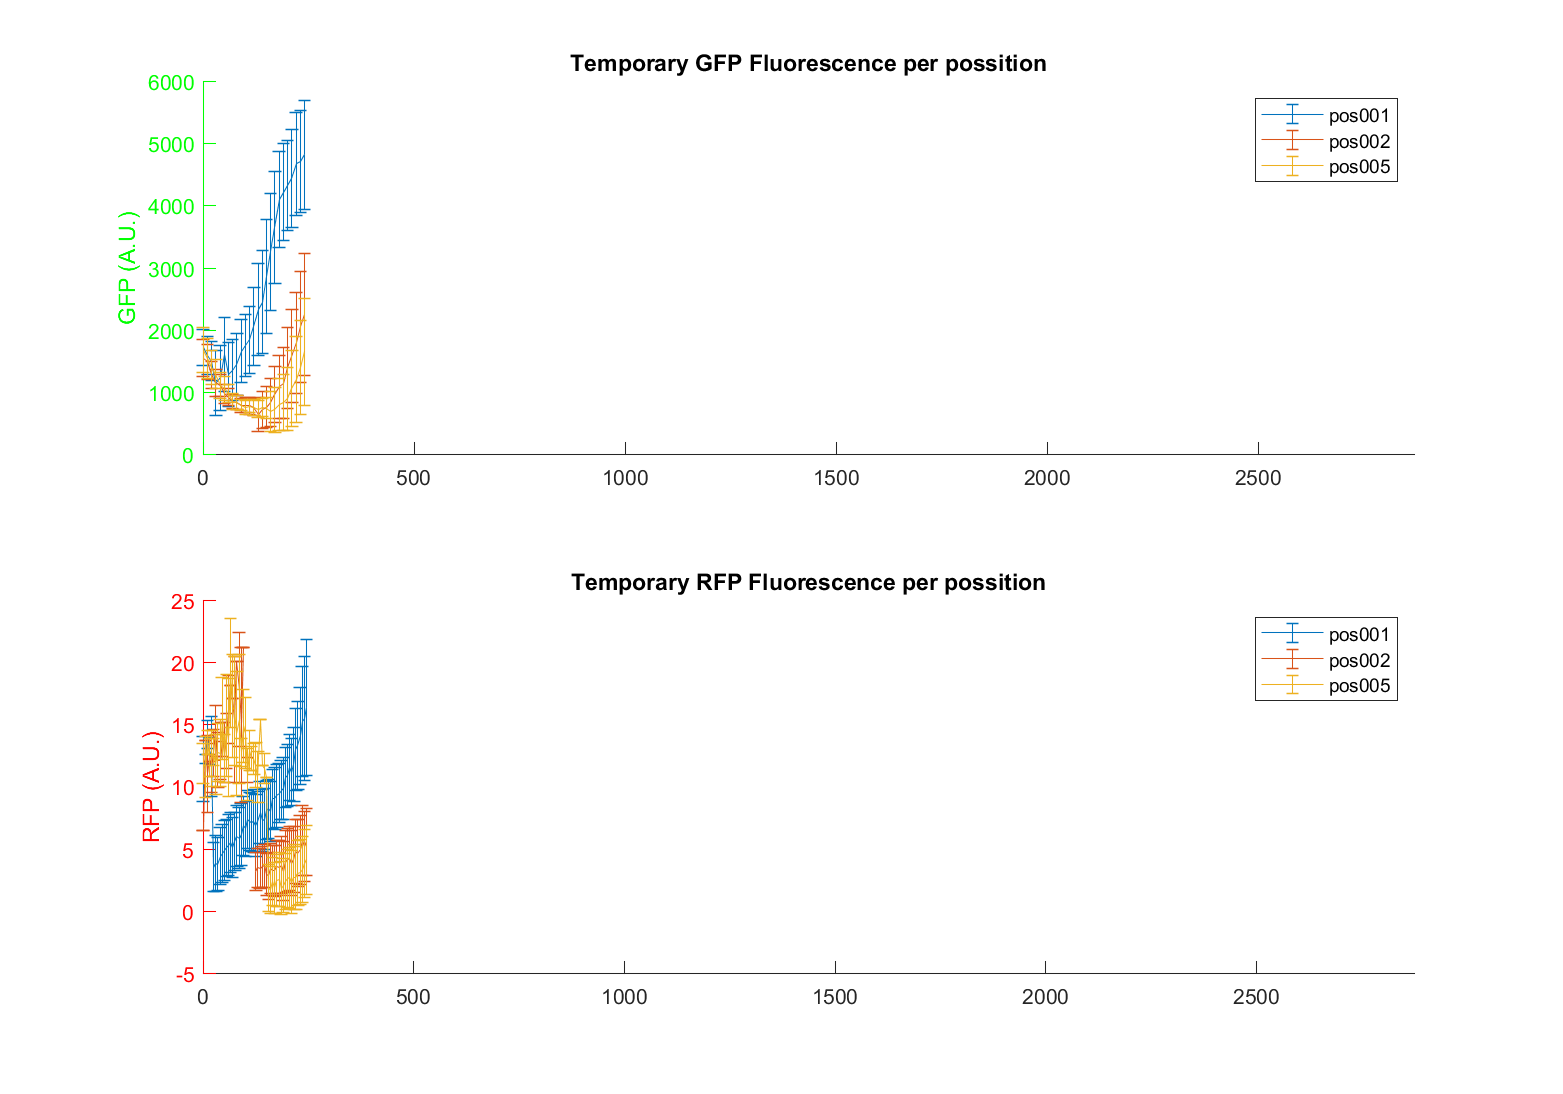 Temporary GFP Fluorescence per possition
6000
5000
4000
3000
2000
1000
0
GFP (A.U.)
pos001
pos002
pos005
0 500 1000 1500 2000 2500
Temporary RFP Fluorescence per possition
25
20
15
10
5
0
-5
RFP (A.U.)
pos001
pos002
pos005
0 500 1000 1500 2000 2500